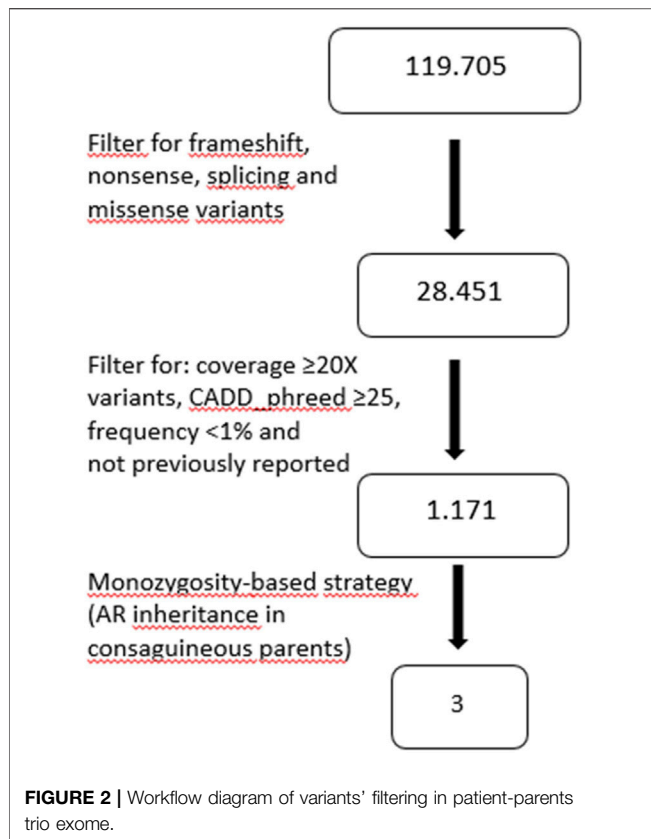 119.705
Filter for frameshift,
nonsense, splicing and
missense variants
28.451
Filter for: coverage ≥20X
variants, CADD_phreed ≥25,
frequency <1% and
not previously reported
1.171
Monozygosity-based strategy
(AR inheritance in
consaguineous parents)
3
FIGURE 2 | Workflow diagram of variants' filtering in patient-parents
trio exome.